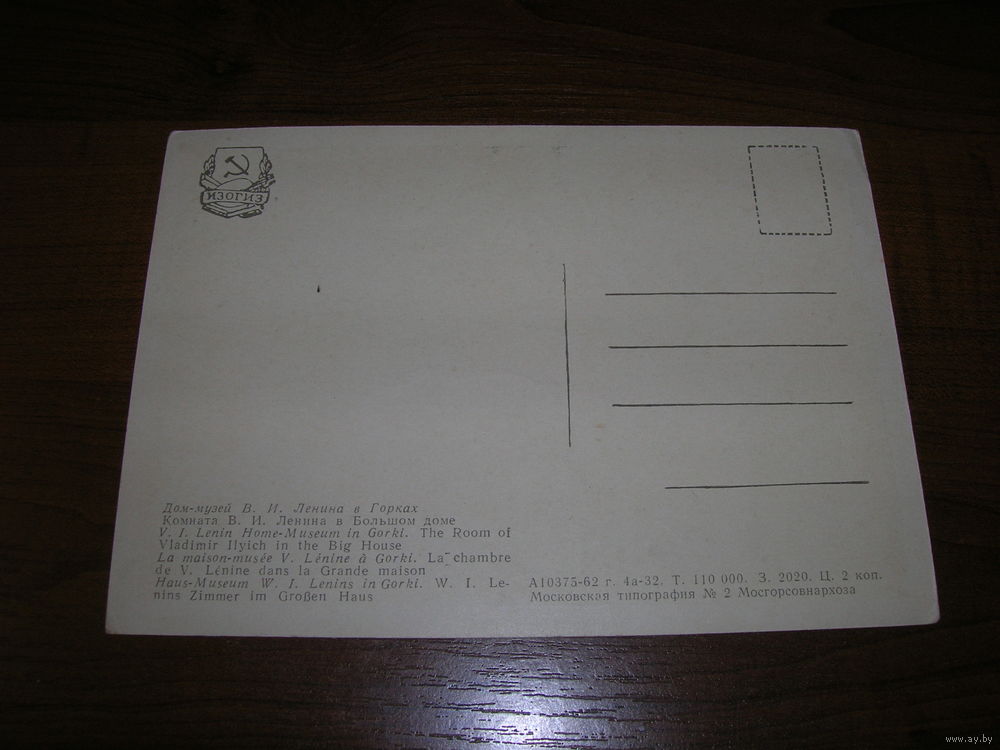 ИЗОГИЗ
Дом-музей В. И. Ленина в Горках
Комната В. И. Ленина в Большом доме
V. I. Lenin Home-Museum in Gorki. The Room of
Vladimir Ilyich in the Big House
La maison-musée V. Lénine à Gorki. La chambre
de V. Lénine dans la Grande maison
Haus-Museum W. I. Lenins in Gorki. W. I. Le-
nins Zimmer im Großen Haus
А10375-62 г. 4а-32. Т. 110 000. З. 2020. Ц. 2 коп.
Московская типография № 2 Мосгорсовнархоза
www.ay.by